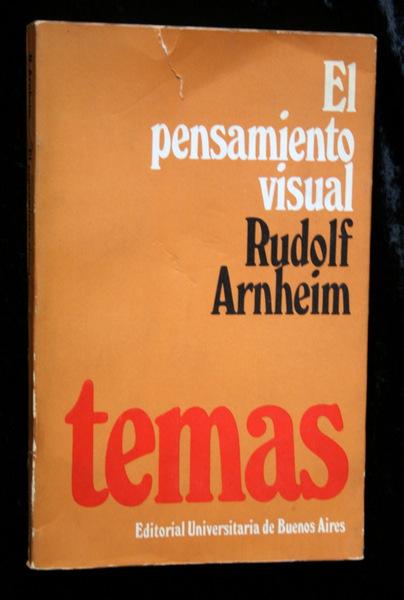 El
pensamiento
visual
Rudolf
Arnheim
temas
Editorial Universitaria de Buenos Aires